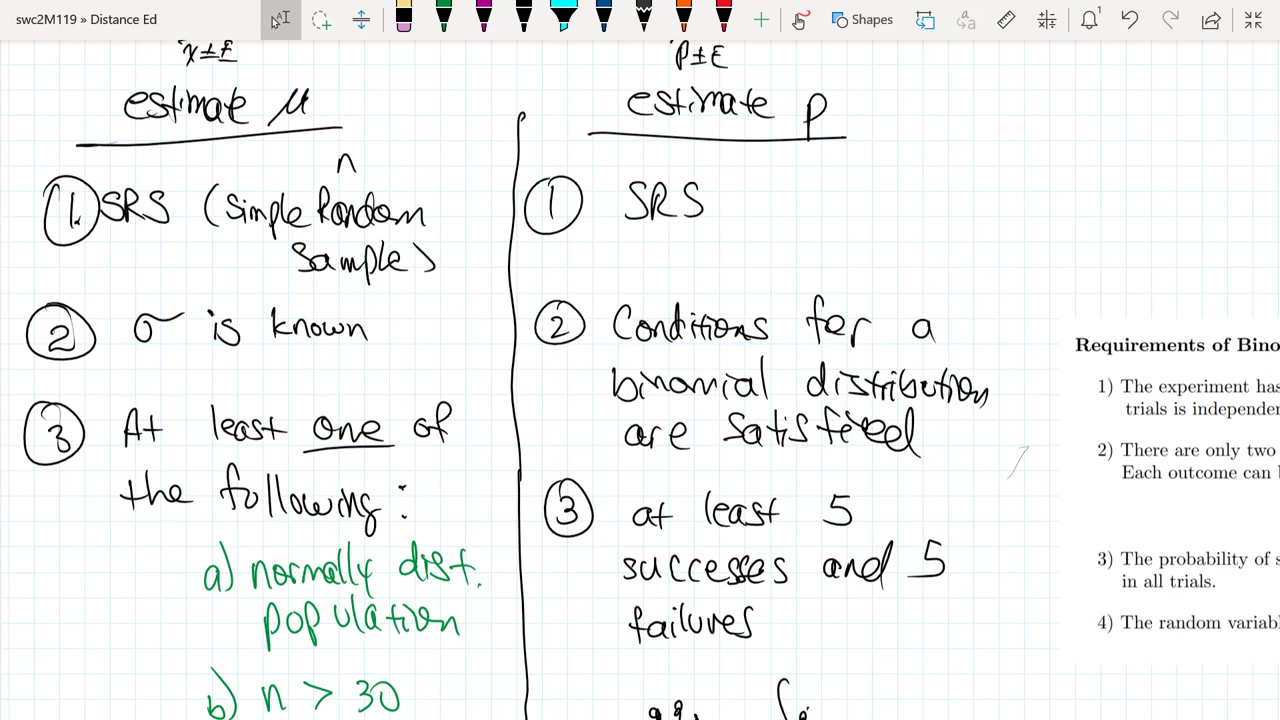 swc2M119 » Distance Ed
Shapes
x̄ ± E
estimate μ
n
1. SRS (Simple Random
Sample)
2 σ is known
3 At least one of
the following:
a) normally dist.
population
b) n > 30
p̂ ± E
estimate p
1 SRS
2 Conditions for a
binomial distribution
are satisfied
3 at least 5
successes and 5
failures
Requirements of Bino
1) The experiment has
trials is independen
2) There are only two
Each outcome can
3) The probability of s
in all trials.
4) The random variabl